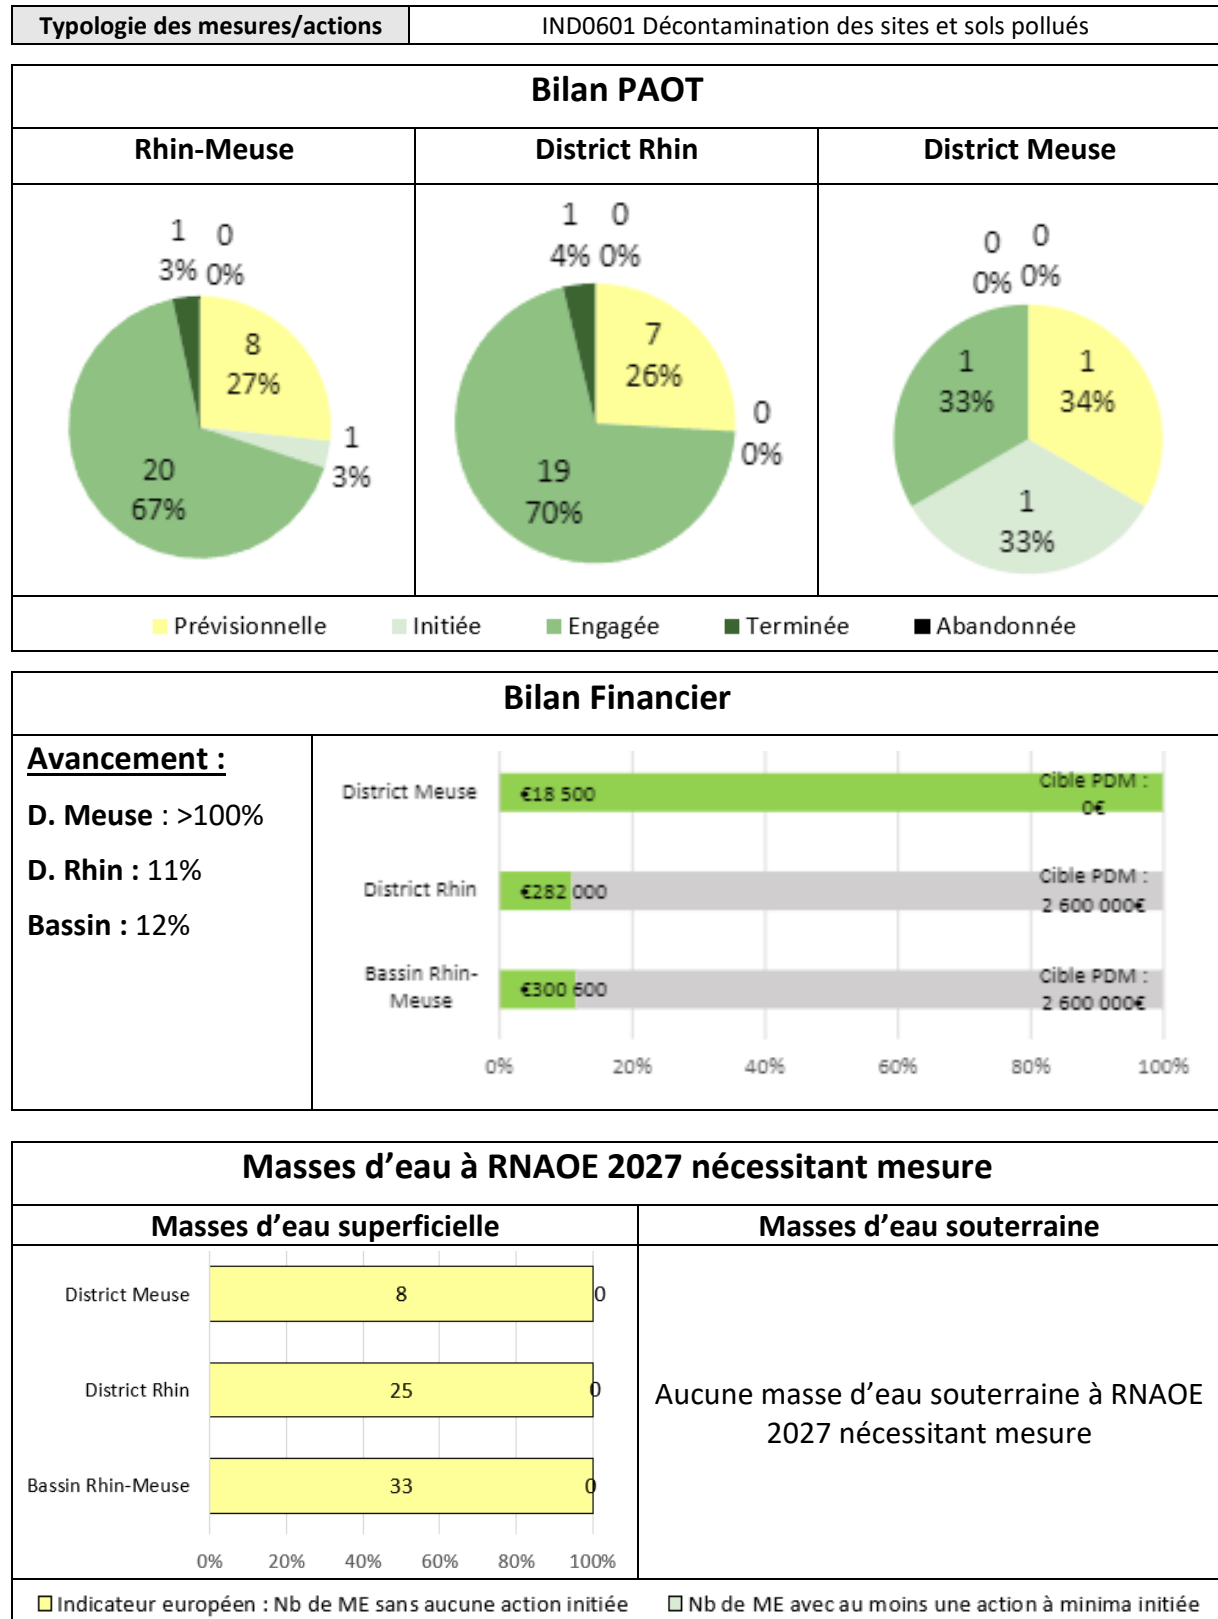 Typologie des mesures/actions IND0601 Décontamination des sites et sols pollués
Bilan PAOT
Rhin-Meuse District Rhin District Meuse
1 0
3% 0%
8
27%
1
3%
20
67%
1 0
4% 0%
7
26%
0
0%
19
70%
0 0
0% 0%
1
33%
1
34%
1
33%
Prévisionnelle Initiée Engagée Terminée Abandonnée
Bilan Financier
Avancement :
D. Meuse : >100%
D. Rhin : 11%
Bassin : 12%
District Meuse €18 500 Cible PDM :
0€
District Rhin €282 000 Cible PDM :
2 600 000€
Bassin Rhin-
Meuse €300 600 Cible PDM :
2 600 000€
0% 20% 40% 60% 80% 100%
Masses d'eau à RNAOE 2027 nécessitant mesure
Masses d'eau superficielle Masses d'eau souterraine
District Meuse 8 0
District Rhin 25 0
Bassin Rhin-Meuse 33 0
0% 20% 40% 60% 80% 100%
Aucune masse d'eau souterraine à RNAOE
2027 nécessitant mesure
Indicateur européen : Nb de ME sans aucune action initiée Nb de ME avec au moins une action à minima initiée